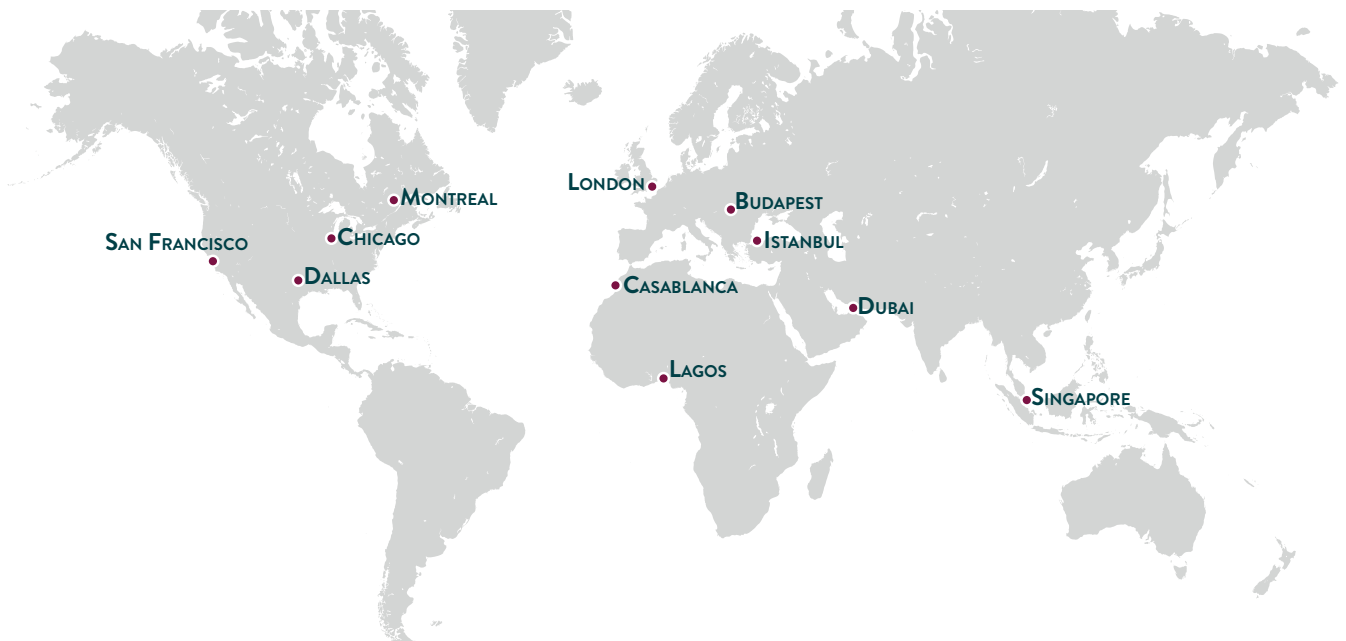 London
Montreal
Budapest
Chicago
San Francisco
Istanbul
Dallas
Casablanca
Dubai
Lagos
Singapore